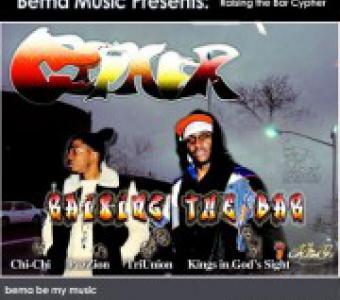 Bema Music Presents: Raising the Bar Cypher
CYPHER
RAISING THE BAR
Chi-Chi TriUnion Kings in God's Sight
bema be my music